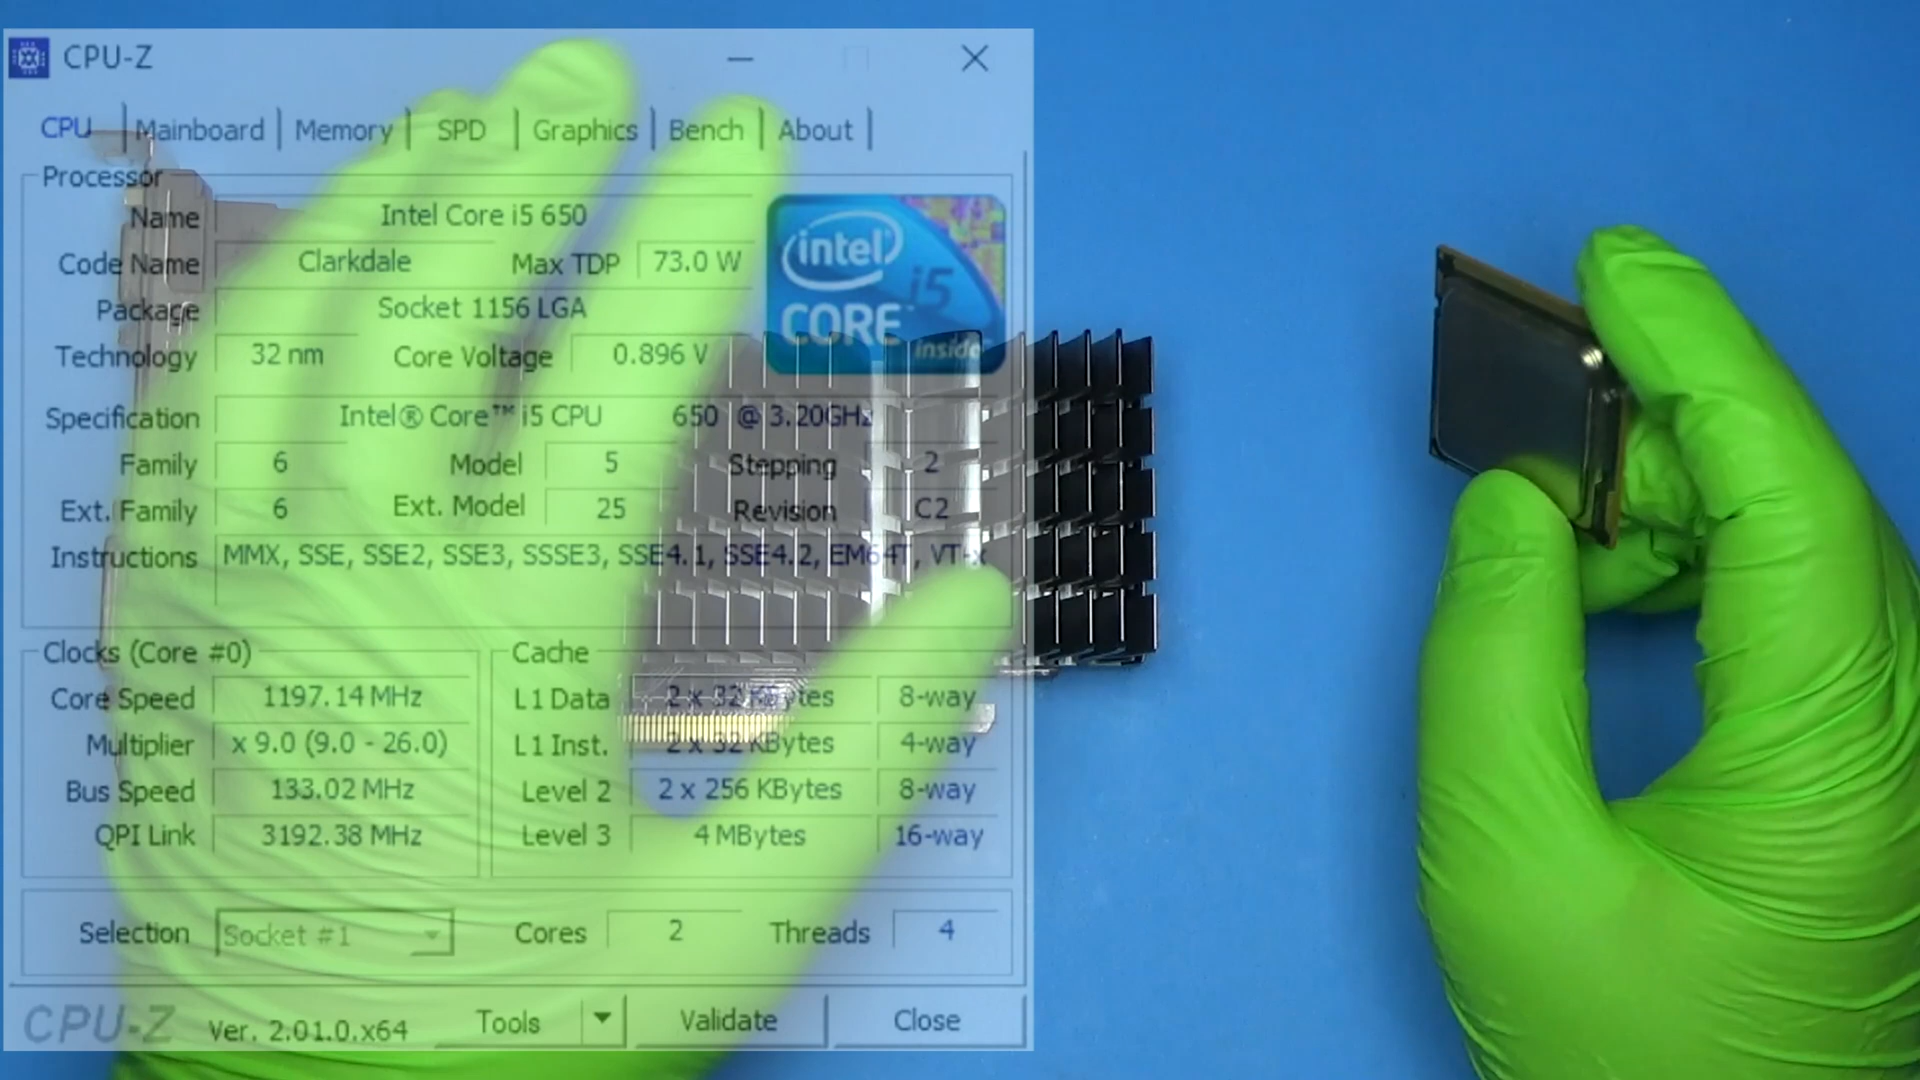 CPU-Z
CPU Mainboard Memory SPD Graphics Bench About
Processor
Name Intel Core i5 650
Code Name Clarkdale Max TDP 73.0 W
Package Socket 1156 LGA
Technology 32 nm Core Voltage 0.896 V
intel
i5
CORE™
inside
Specification Intel® Core™ i5 CPU 650 @ 3.20GHz
Family 6 Model 5 Stepping 2
Ext. Family 6 Ext. Model 25 Revision C2
Instructions MMX, SSE, SSE2, SSE3, SSSE3, SSE4.1, SSE4.2, EM64T, VT-x
Clocks (Core #0)
Core Speed 1197.14 MHz
Multiplier x 9.0 (9.0 - 26.0)
Bus Speed 133.02 MHz
QPI Link 3192.38 MHz
Cache
L1 Data 2 x 32 KBytes 8-way
L1 Inst. 2 x 32 KBytes 4-way
Level 2 2 x 256 KBytes 8-way
Level 3 4 MBytes 16-way
Selection Socket #1 Cores 2 Threads 4
CPU-Z Ver. 2.01.0.x64 Tools Validate Close